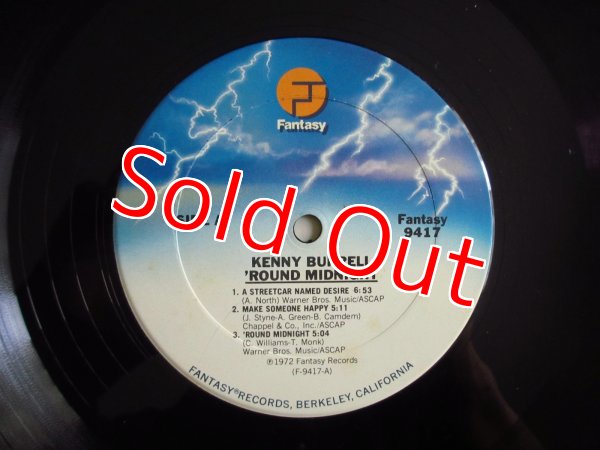 Fantasy
Sold Out
SIDE A
Fantasy
9417
KENNY BURRELL
'ROUND MIDNIGHT
1. A STREETCAR NAMED DESIRE 6:53
(A. North) Warner Bros. Music/ASCAP
2. MAKE SOMEONE HAPPY 5:11
(J. Styne-A. Green-B. Camdem)
Chappel & Co., Inc./ASCAP
3. 'ROUND MIDNIGHT 5:04
(C. Williams-T. Monk)
Warner Bros. Music/ASCAP
℗1972 Fantasy Records
(F-9417-A)
FANTASY RECORDS, BERKELEY, CALIFORNIA